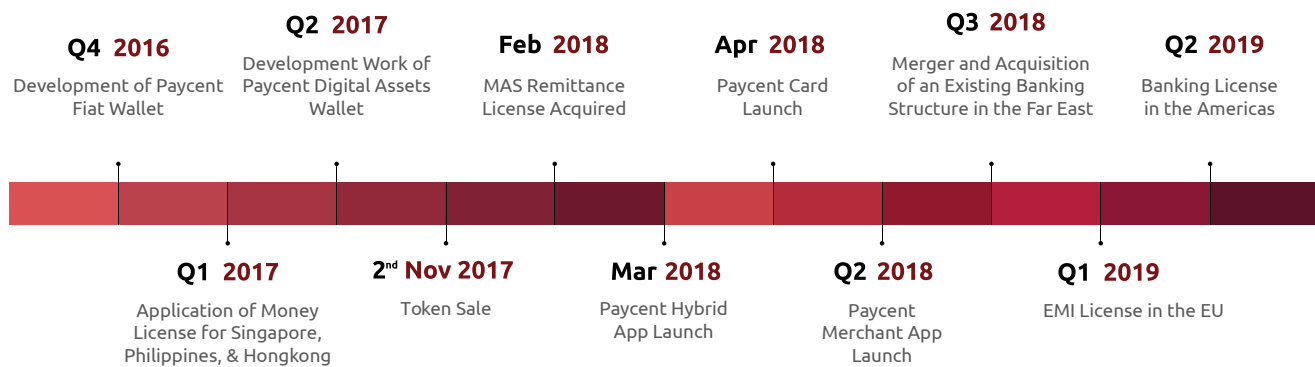 Q4 2016
Development of Paycent
Fiat Wallet
Q1 2017
Application of Money
License for Singapore,
Philippines, & Hongkong
Q2 2017
Development Work of
Paycent Digital Assets
Wallet
2nd Nov 2017
Token Sale
Feb 2018
MAS Remittance
License Acquired
Mar 2018
Paycent Hybrid
App Launch
Apr 2018
Paycent Card
Launch
Q2 2018
Paycent
Merchant App
Launch
Q3 2018
Merger and Acquisition
of an Existing Banking
Structure in the Far East
Q1 2019
EMI License in the EU
Q2 2019
Banking License
in the Americas